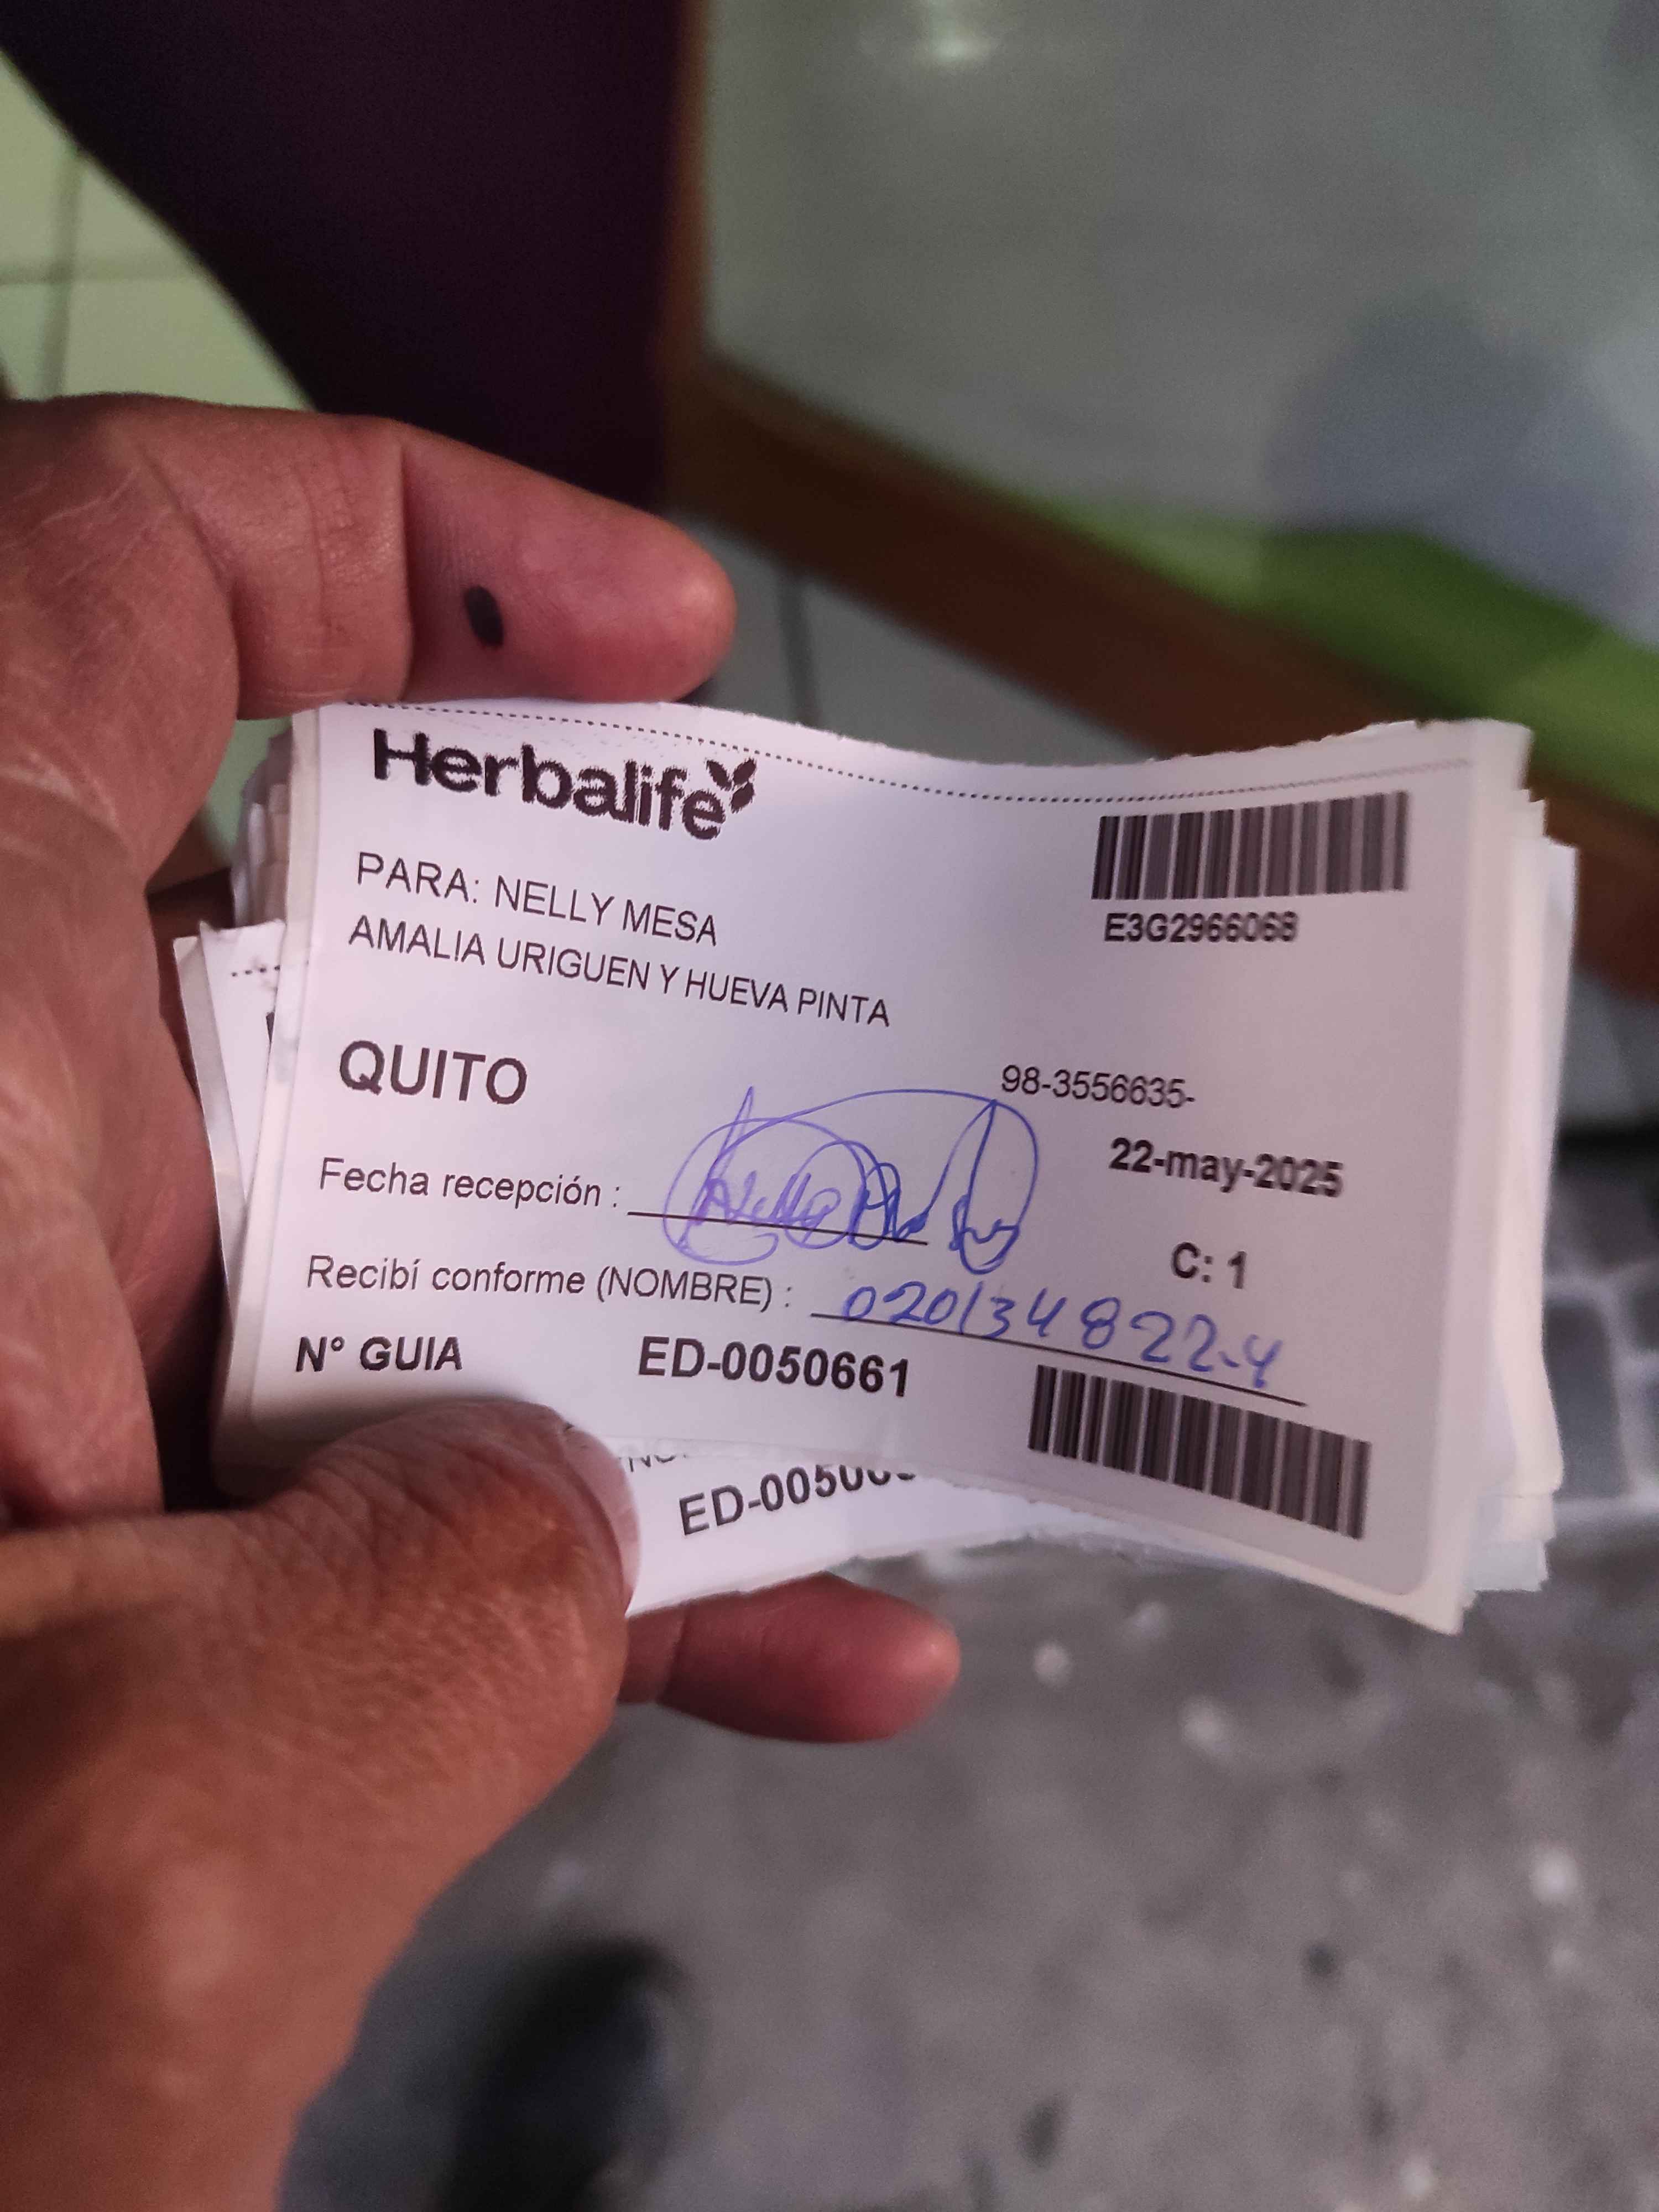 Herbalife
E3G2966068
PARA: NELLY MESA
AMALIA URIGUEN Y HUEVA PINTA
QUITO
98-3556635-
22-may-2025
Fecha recepción :
C: 1
Recibí conforme (NOMBRE) : 020134822-4
N° GUIA ED-0050661